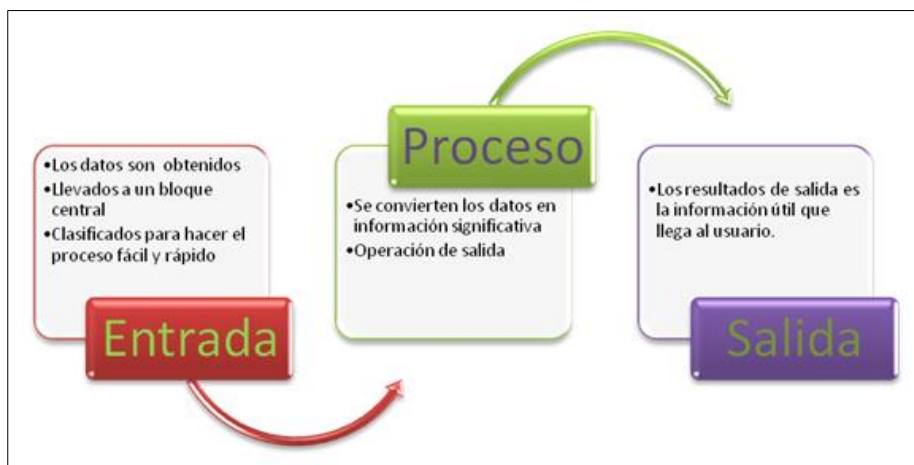 •Los datos son obtenidos
•Llevados a un bloque
central
•Clasificados para hacer el
proceso fácil y rápido
Entrada
Proceso
•Se convierten los datos en
información significativa
•Operación de salida
•Los resultados de salida es
la información útil que
llega al usuario.
Salida